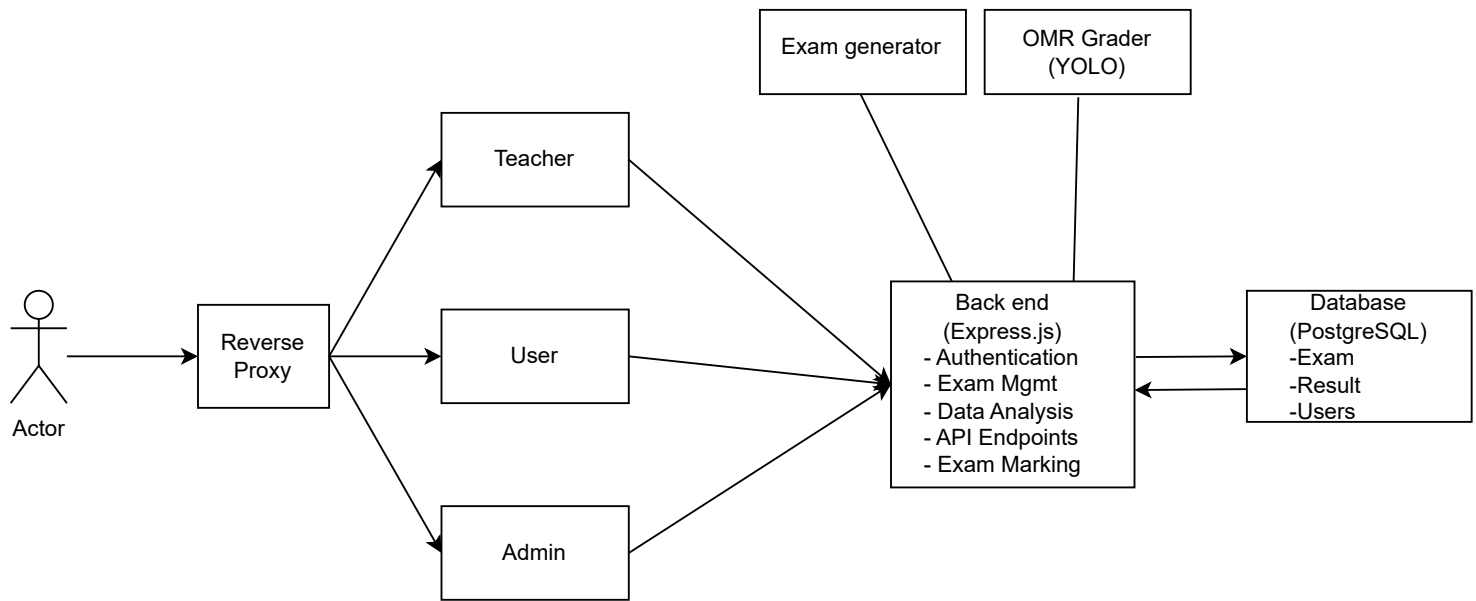 Exam generator
OMR Grader
(YOLO)
Teacher
Reverse
Proxy
User
Admin
Actor
Back end
(Express.js)
- Authentication
- Exam Mgmt
- Data Analysis
- API Endpoints
- Exam Marking
Database
(PostgreSQL)
-Exam
-Result
-Users